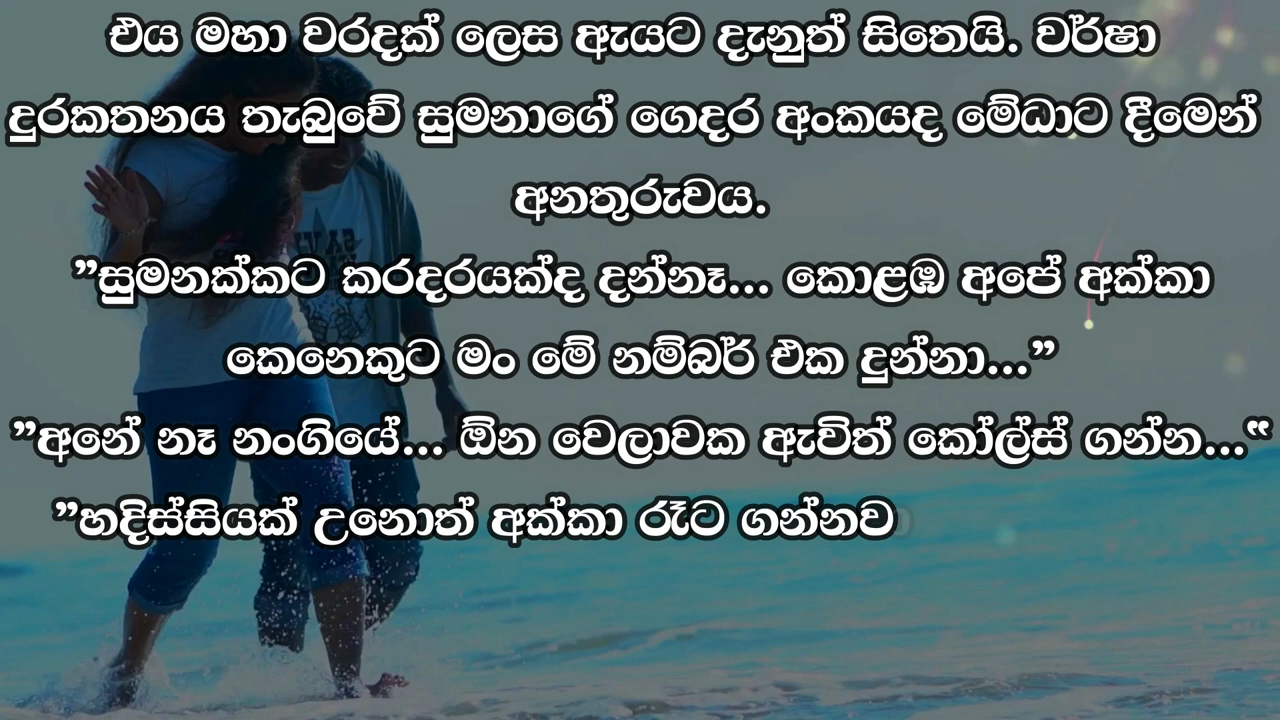 එය මහා වරදක් ලෙස ඇයට දැනුත් සිතෙයි. වර්ෂා
දුරකතනය තැබුවේ සුමනාගේ ගෙදර අංකයද මේධාට දීමෙන්
අනතුරුවය.
”සුමනක්කට කරදරයක්ද දන්නෑ... කොළඹ අපේ අක්කා
කෙනෙකුට මං මේ නම්බර් එක දුන්නා...”
”අනේ නෑ නංගියේ... ඕන වෙලාවක ඇවිත් කෝල්ස් ගන්න...“
”හදිස්සියක් උනොත් අක්කා රෑට ගන්නව